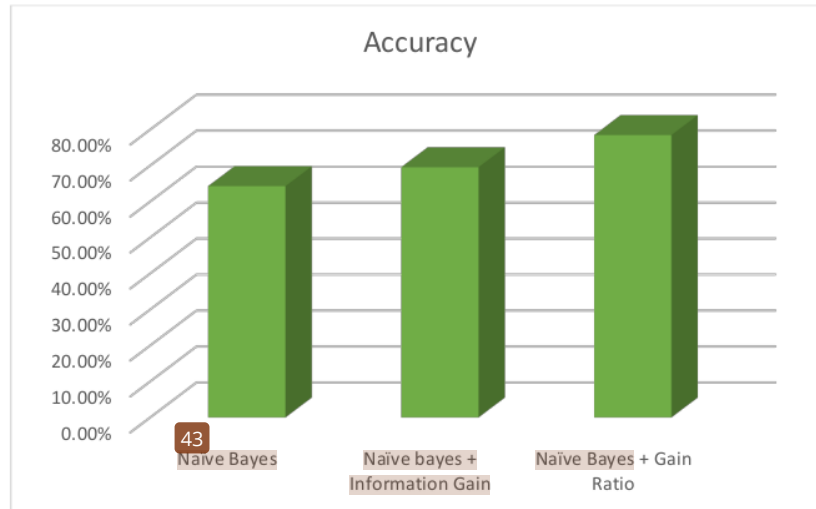 Accuracy
80.00%
70.00%
60.00%
50.00%
40.00%
30.00%
20.00%
10.00%
0.00%
43
Naïve Bayes
Naïve bayes +
Information Gain
Naïve Bayes + Gain
Ratio